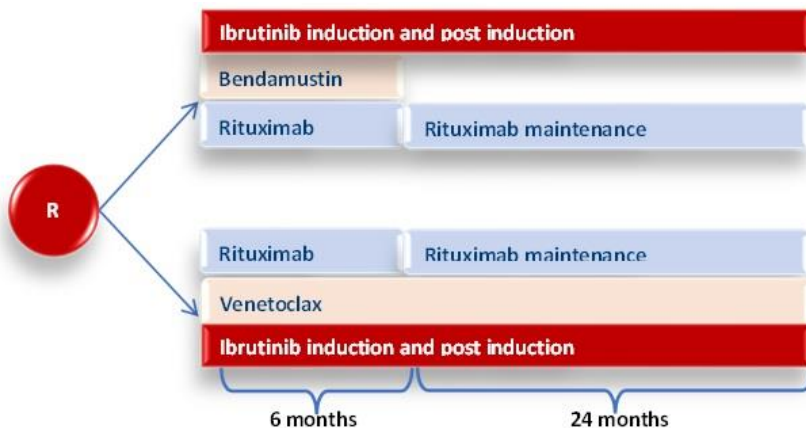 Ibrutinib induction and post induction
Bendamustin
Rituximab
Rituximab maintenance
R
Rituximab
Rituximab maintenance
Venetoclax
Ibrutinib induction and post induction
6 months
24 months